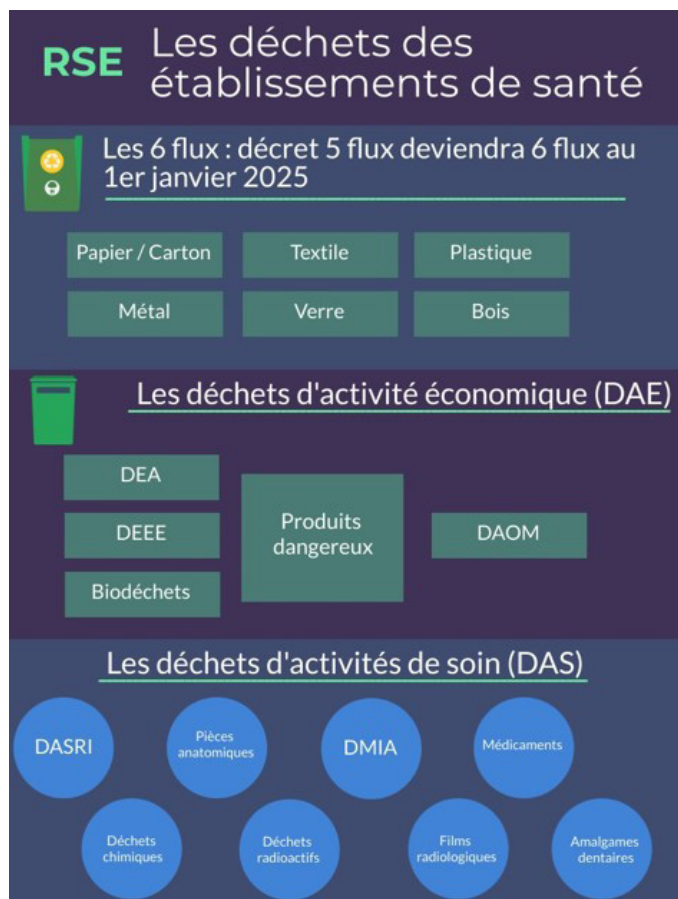 RSE
Les déchets des
établissements de santé
Les 6 flux : décret 5 flux deviendra 6 flux au
1er janvier 2025
Papier / Carton
Textile
Plastique
Métal
Verre
Bois
Les déchets d'activité économique (DAE)
DEA
DEEE
Biodéchets
Produits
dangereux
DAOM
Les déchets d'activités de soin (DAS)
DASRI
Pièces
anatomiques
DMIA
Médicaments
Déchets
chimiques
Déchets
radioactifs
Films
radiologiques
Amalgames
dentaires